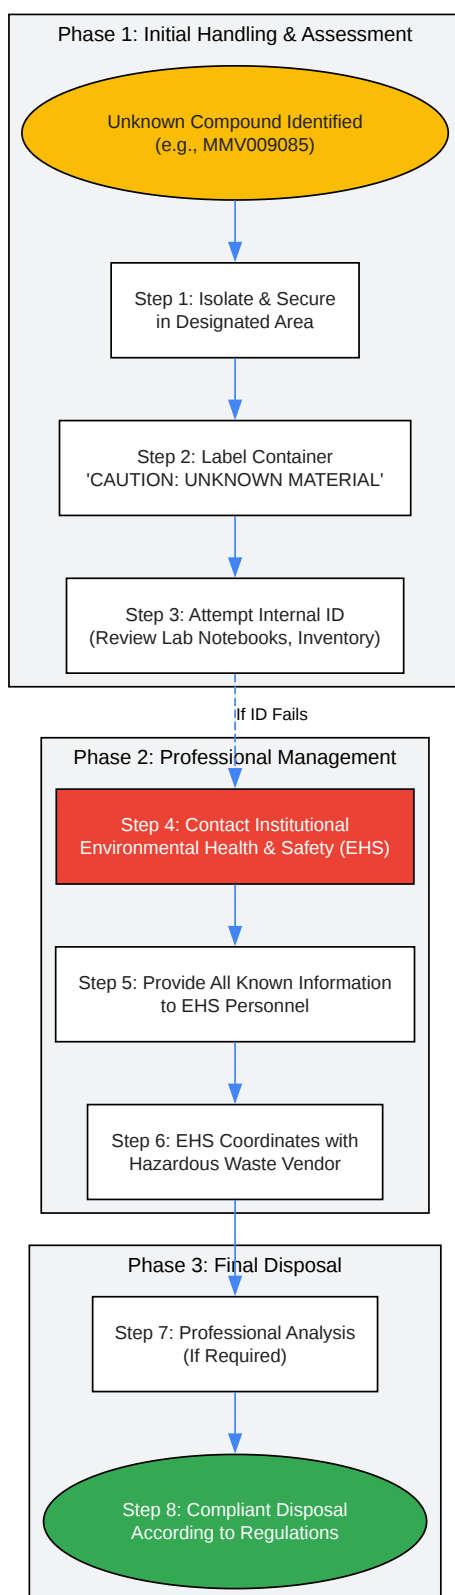 Phase 1: Initial Handling & Assessment
Unknown Compound Identified
(e.g., MMV009085)
Step 1: Isolate & Secure
in Designated Area
Step 2: Label Container
'CAUTION: UNKNOWN MATERIAL'
Step 3: Attempt Internal ID
(Review Lab Notebooks, Inventory)
If ID Fails
Phase 2: Professional Management
Step 4: Contact Institutional
Environmental Health & Safety (EHS)
Step 5: Provide All Known Information
to EHS Personnel
Step 6: EHS Coordinates with
Hazardous Waste Vendor
Phase 3: Final Disposal
Step 7: Professional Analysis
(If Required)
Step 8: Compliant Disposal
According to Regulations